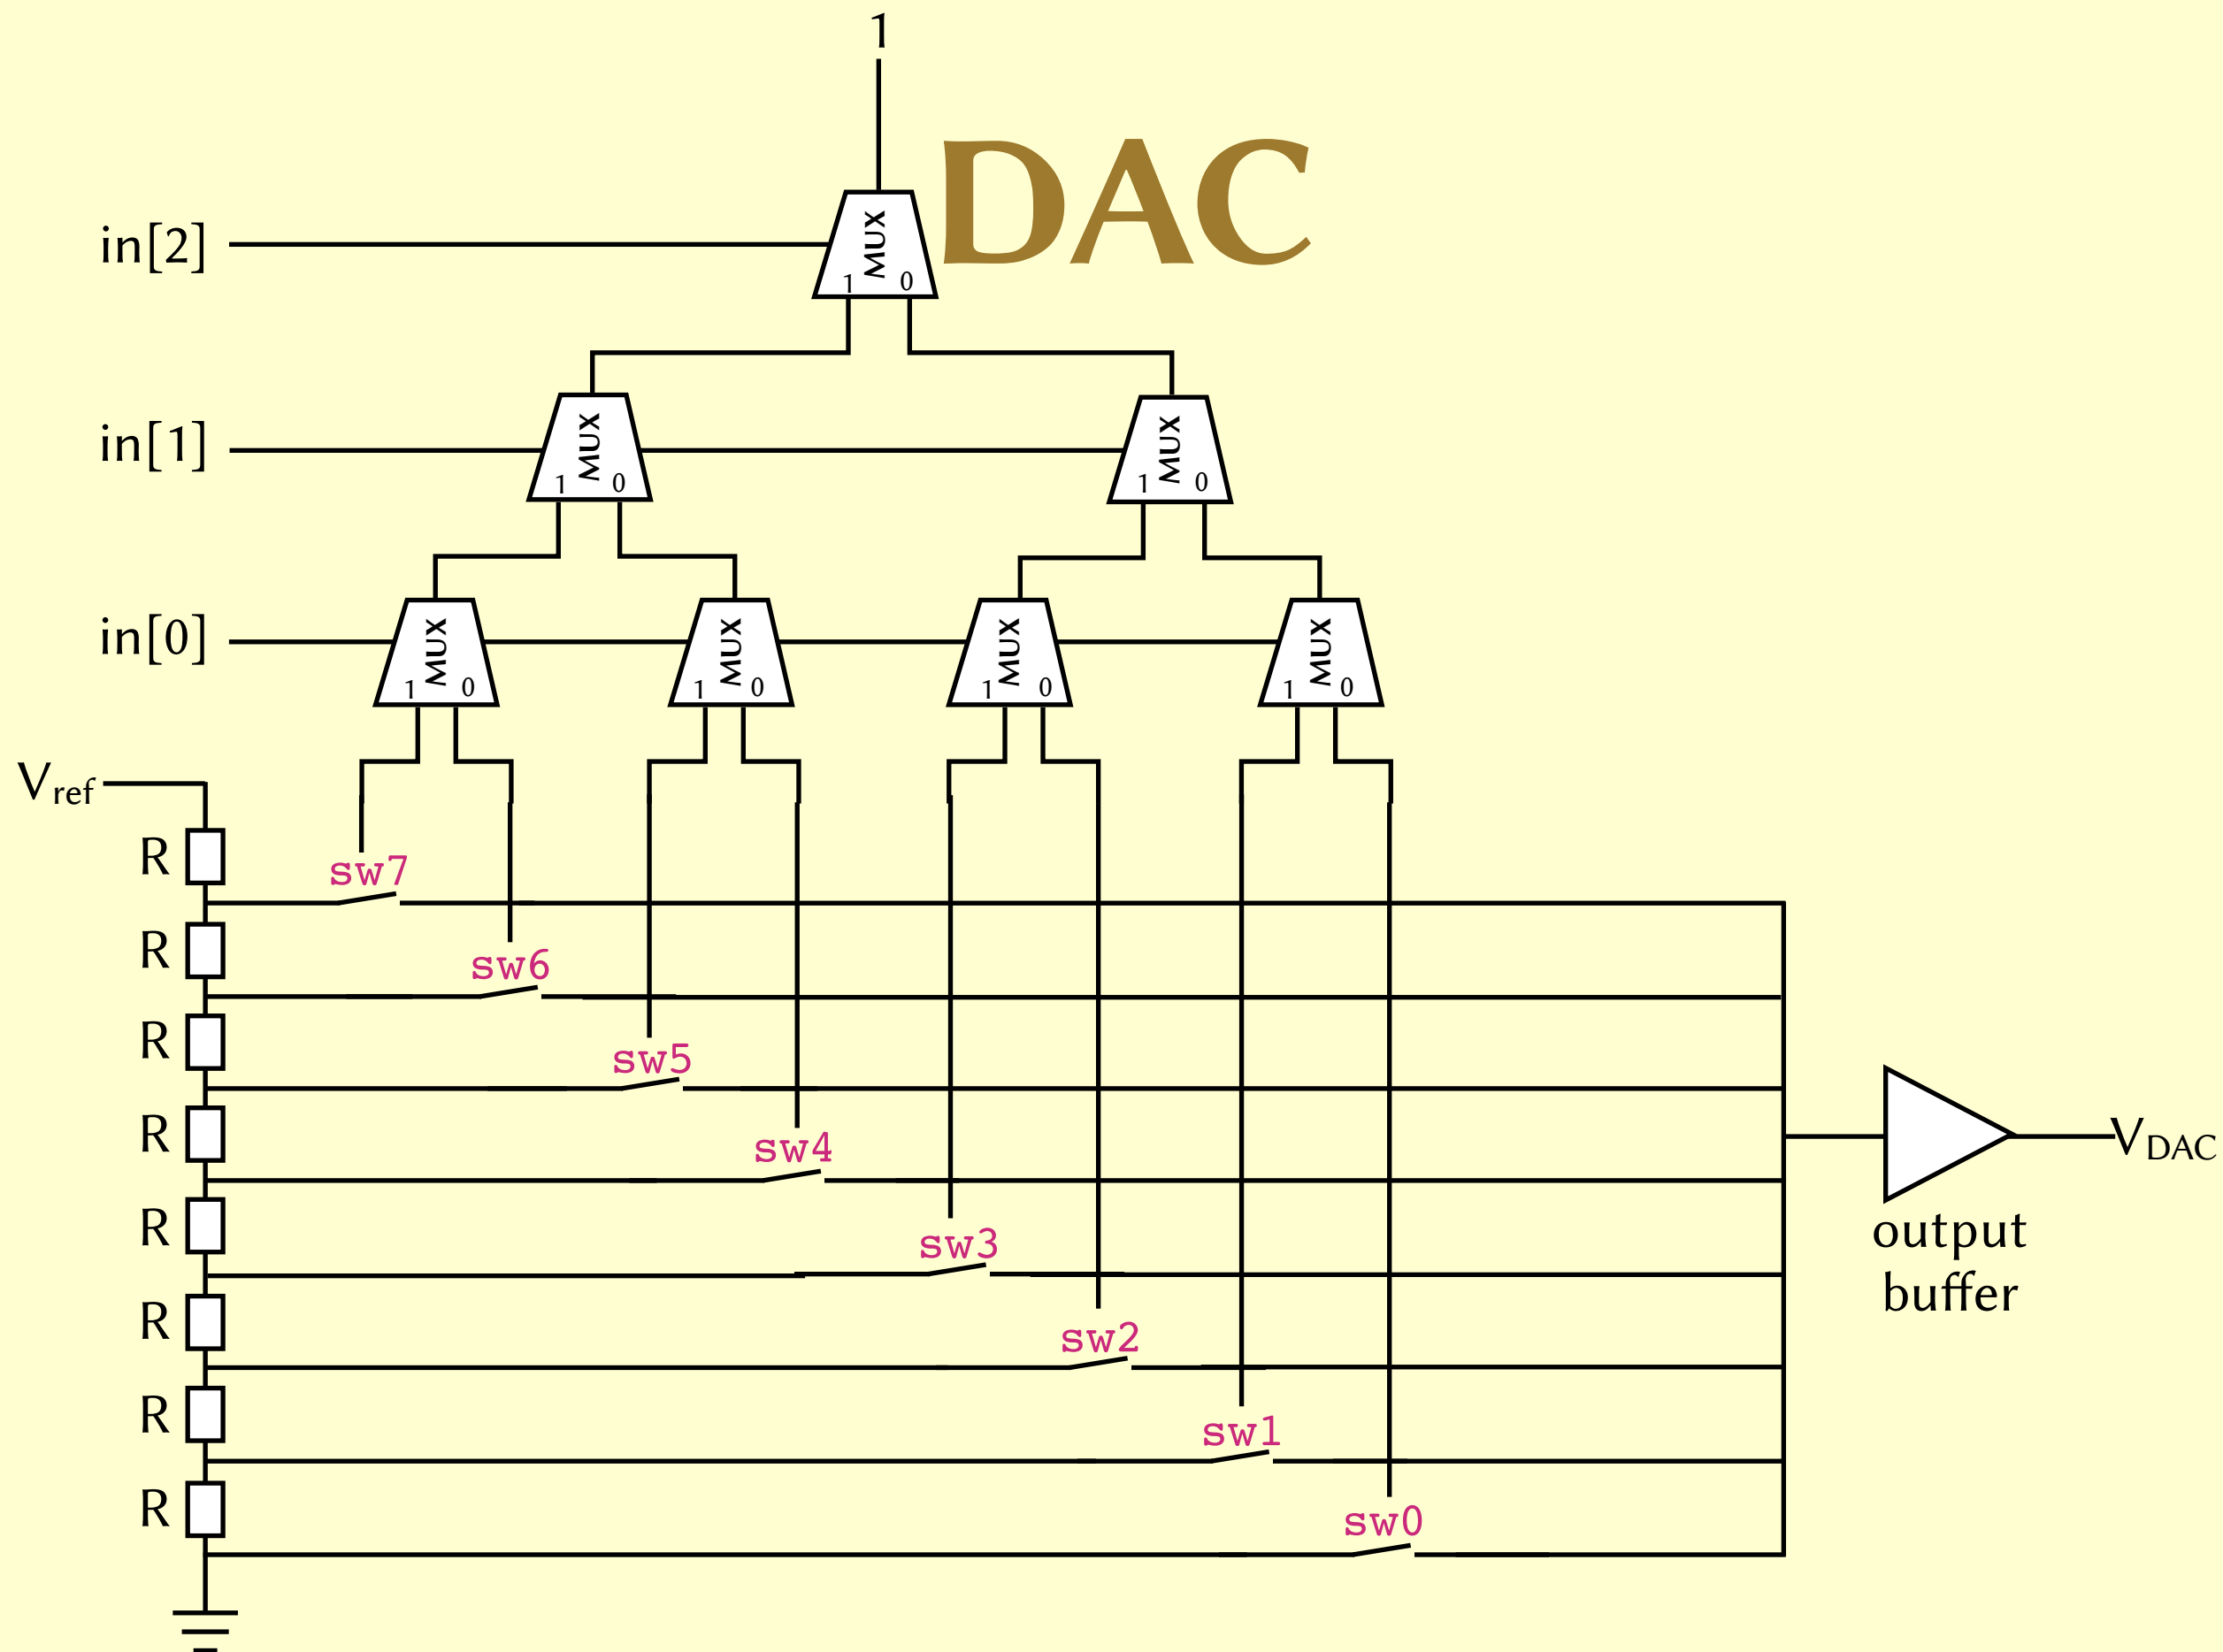 1
DAC
in[2]
MUX
1 0
in[1]
MUX
1 0
MUX
1 0
in[0]
MUX
1 0
MUX
1 0
MUX
1 0
MUX
1 0
Vref
R
sw7
R
sw6
R
sw5
R
sw4
R
sw3
R
sw2
R
sw1
R
sw0
VDAC
output
buffer